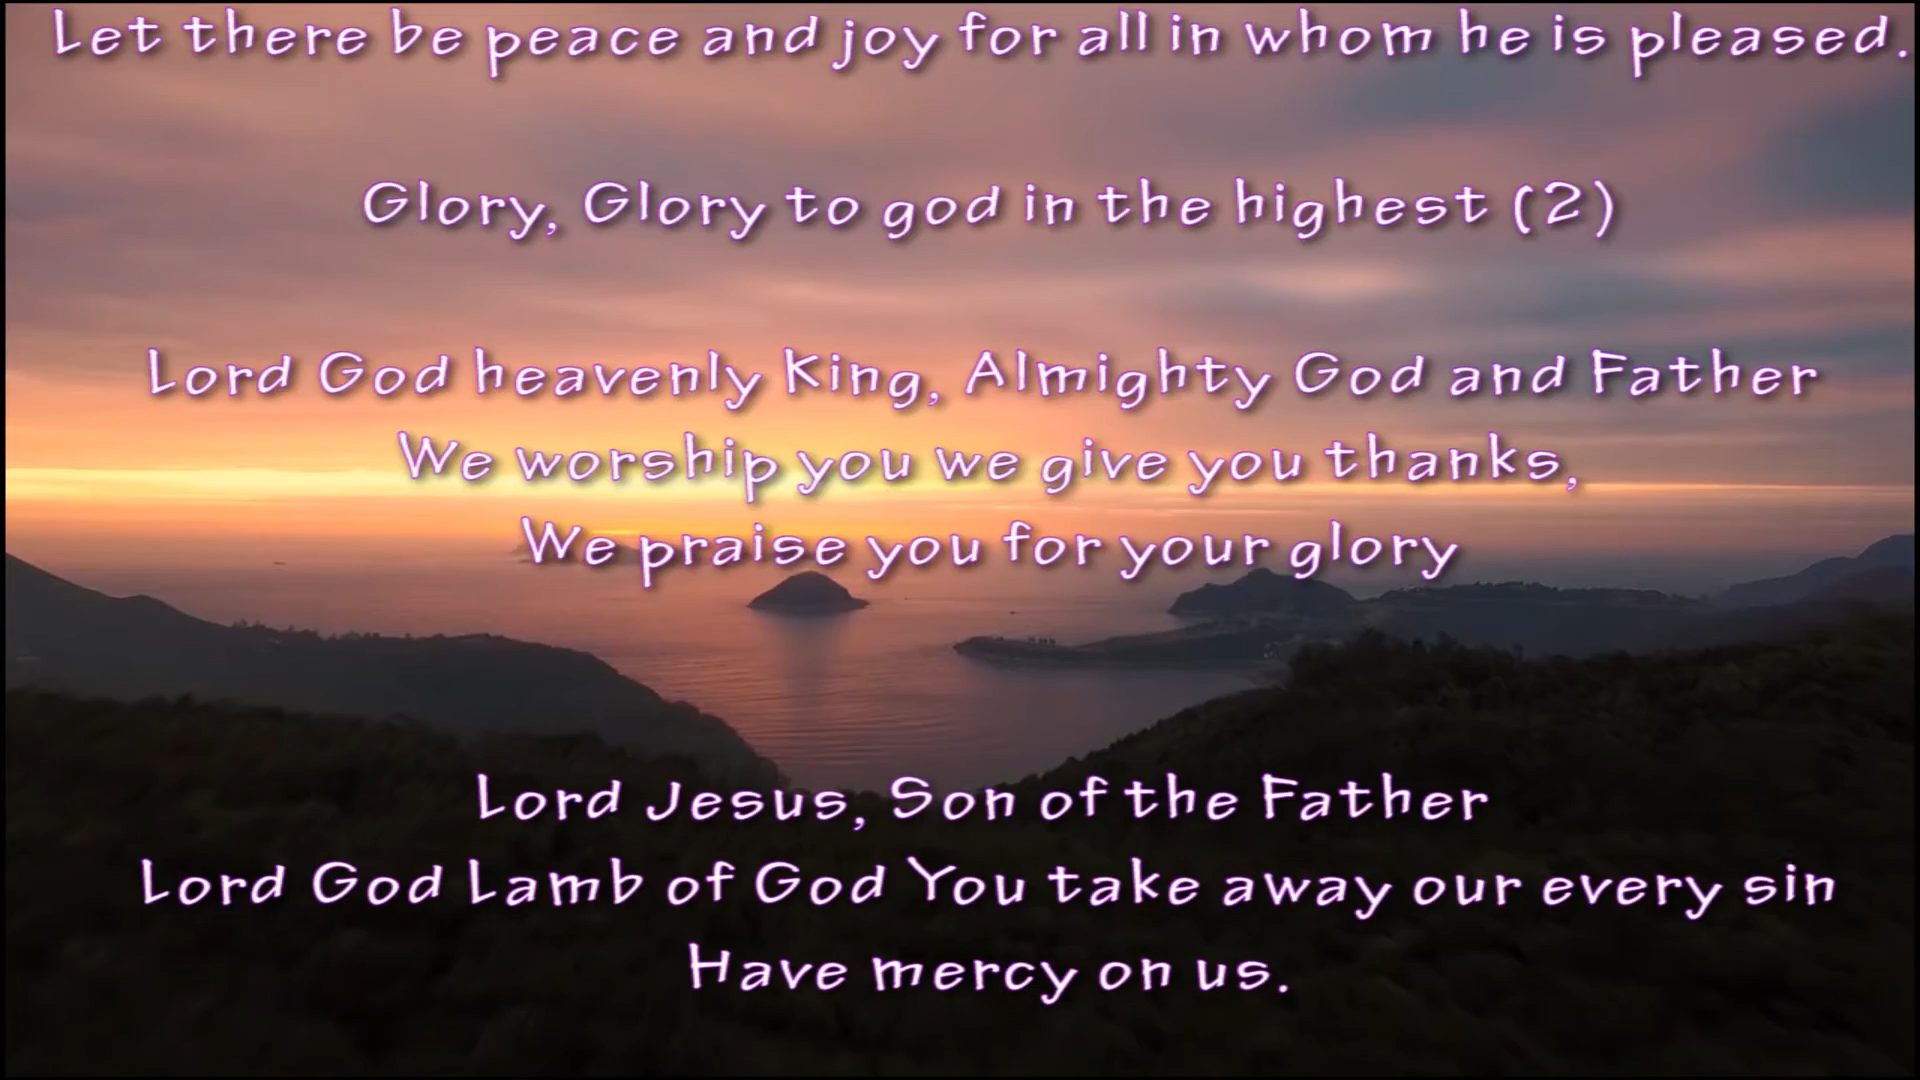 Let there be peace and joy for all in whom he is pleased.
Glory, Glory to god in the highest (2)
Lord God heavenly King, Almighty God and Father
We worship you we give you thanks,
We praise you for your glory
Lord Jesus, Son of the Father
Lord God Lamb of God You take away our every sin
Have mercy on us.